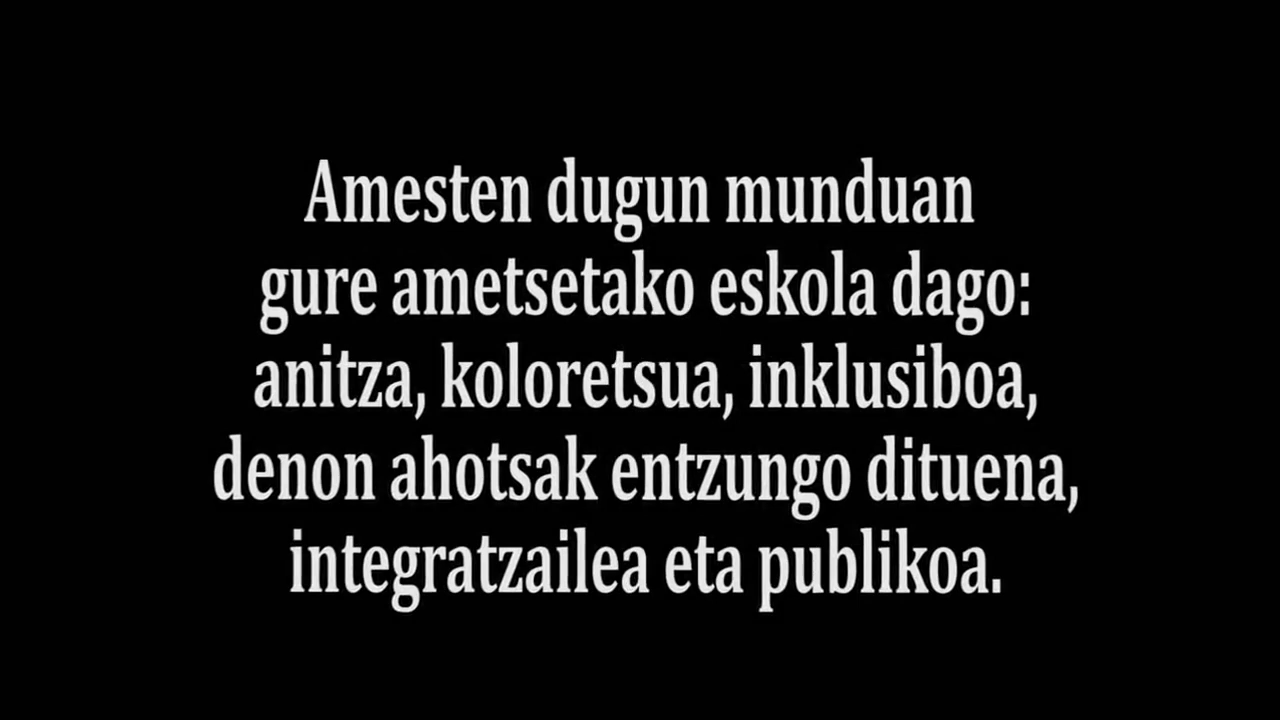 Amesten dugun munduan
gure ametsetako eskola dago:
anitza, koloretsua, inklusiboa,
denon ahotsak entzungo dituena,
integratzailea eta publikoa.